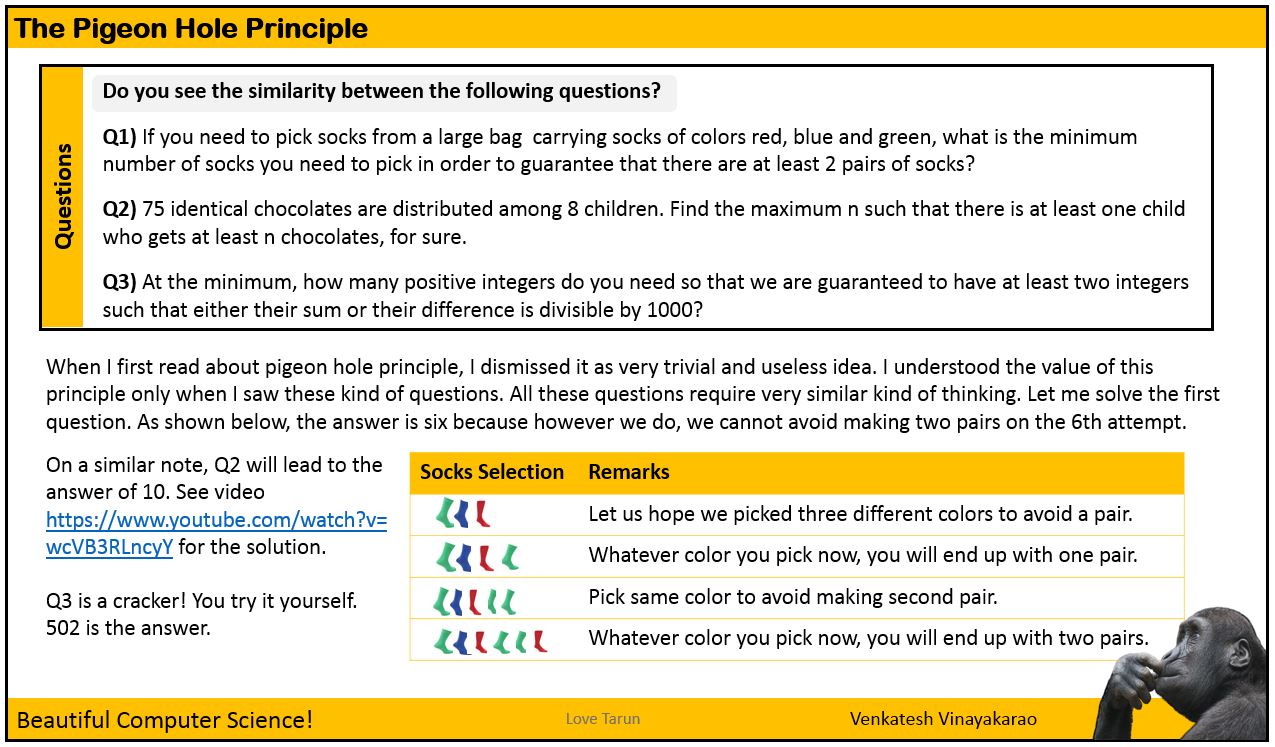 The Pigeon Hole Principle
Questions
Do you see the similarity between the following questions?
Q1) If you need to pick socks from a large bag carrying socks of colors red, blue and green, what is the minimum
number of socks you need to pick in order to guarantee that there are at least 2 pairs of socks?
Q2) 75 identical chocolates are distributed among 8 children. Find the maximum n such that there is at least one child
who gets at least n chocolates, for sure.
Q3) At the minimum, how many positive integers do you need so that we are guaranteed to have at least two integers
such that either their sum or their difference is divisible by 1000?
When I first read about pigeon hole principle, I dismissed it as very trivial and useless idea. I understood the value of this
principle only when I saw these kind of questions. All these questions require very similar kind of thinking. Let me solve the first
question. As shown below, the answer is six because however we do, we cannot avoid making two pairs on the 6th attempt.
On a similar note, Q2 will lead to the
answer of 10. See video
https://www.youtube.com/watch?v=
wcVB3RLncyY for the solution.
Q3 is a cracker! You try it yourself.
502 is the answer.
Socks Selection Remarks
Let us hope we picked three different colors to avoid a pair.
Whatever color you pick now, you will end up with one pair.
Pick same color to avoid making second pair.
Whatever color you pick now, you will end up with two pairs.
Beautiful Computer Science! Love Tarun Venkatesh Vinayakarao